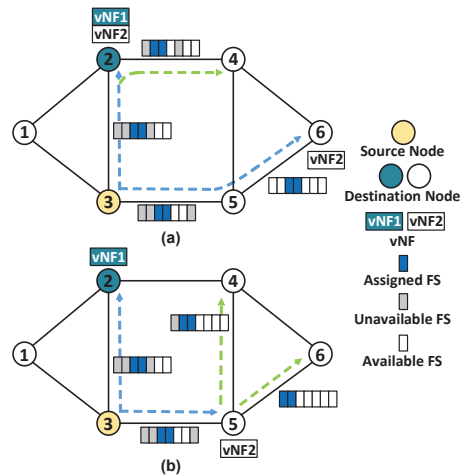 vNF1
vNF2
2
4
1
6
vNF2
Source Node
3
5
(a)
Destination Node
vNF1 vNF2
vNF
Assigned FS
Unavailable FS
Available FS
vNF1
2
4
1
6
3
5
vNF2
(b)